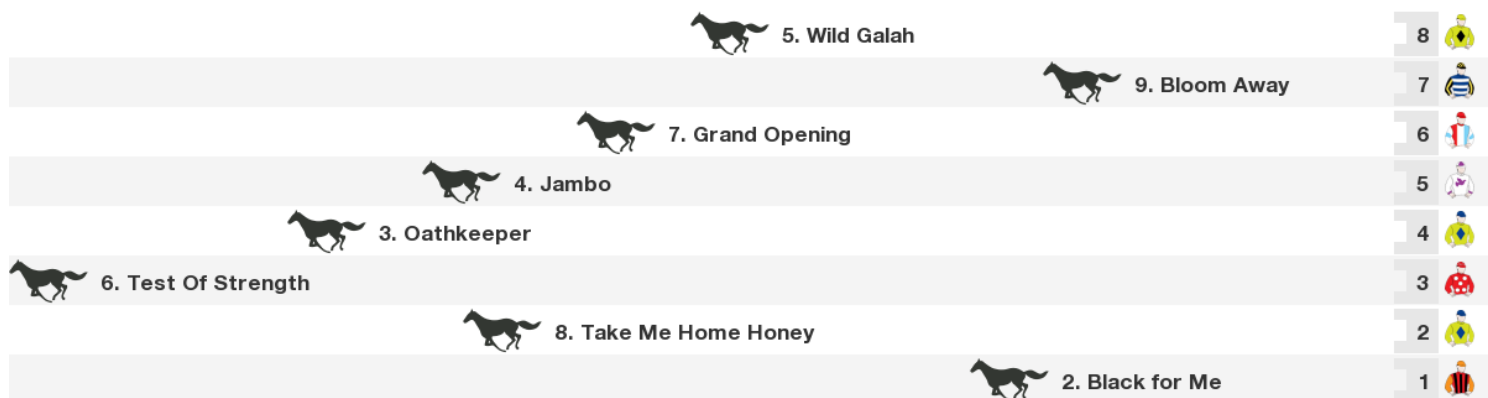 5. Wild Galah 8
9. Bloom Away 7
7. Grand Opening 6
4. Jambo 5
3. Oathkeeper 4
6. Test Of Strength 3
8. Take Me Home Honey 2
2. Black for Me 1